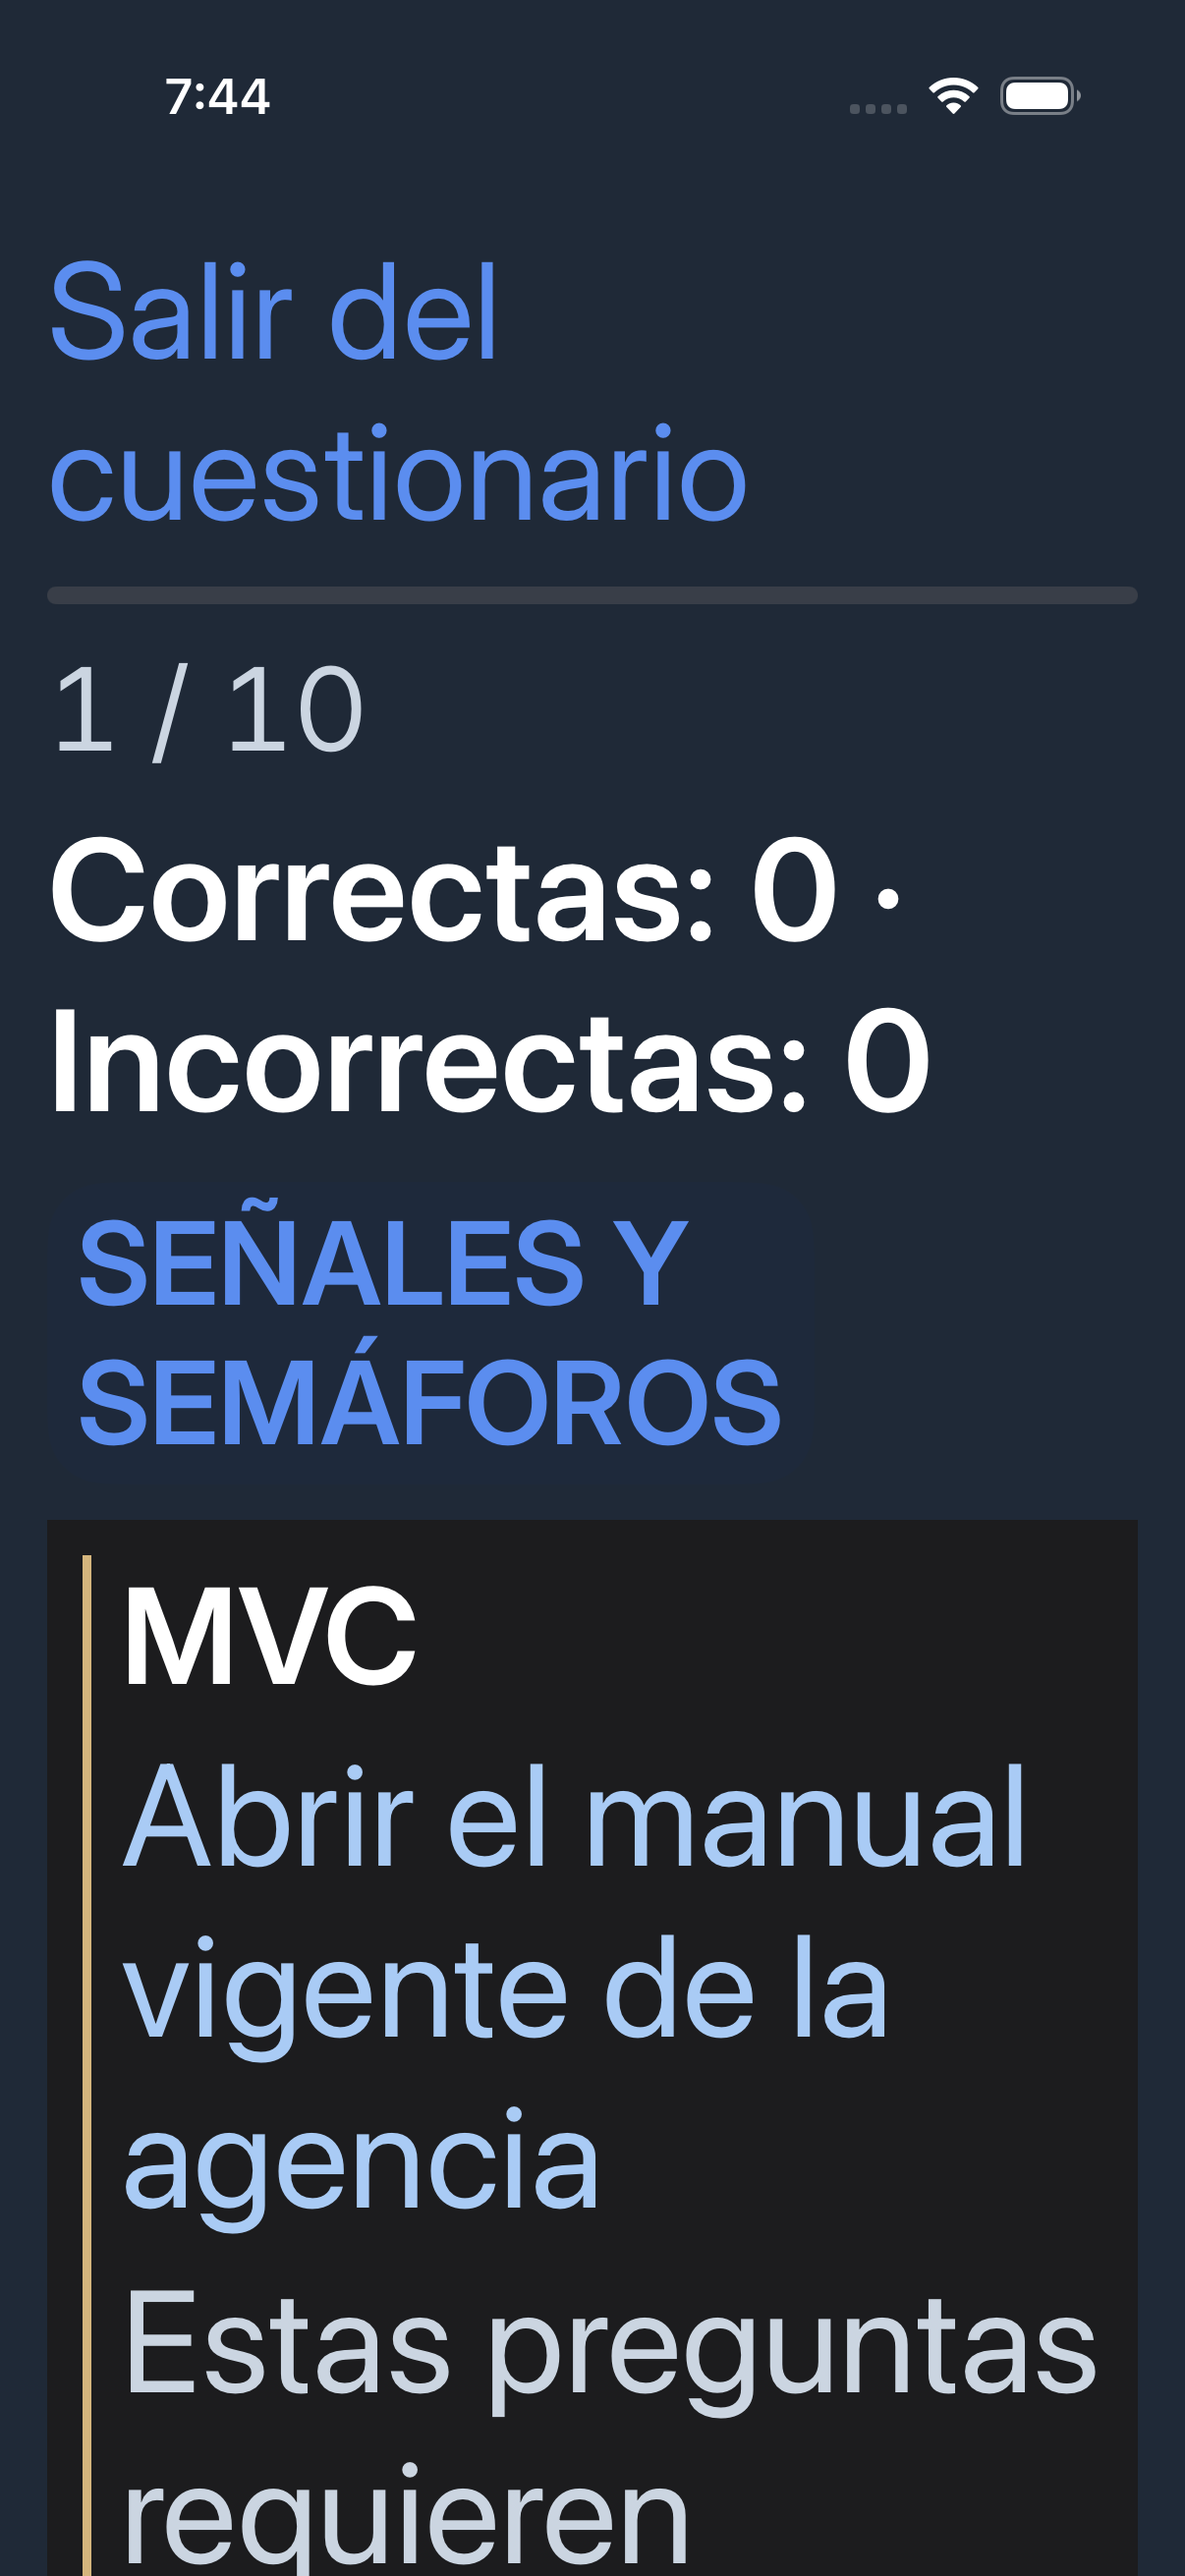 7:44
Salir del
cuestionario
1 / 10
Correctas: 0 ·
Incorrectas: 0
SEÑALES Y
SEMÁFOROS
MVC
Abrir el manual
vigente de la
agencia
Estas preguntas
requieren